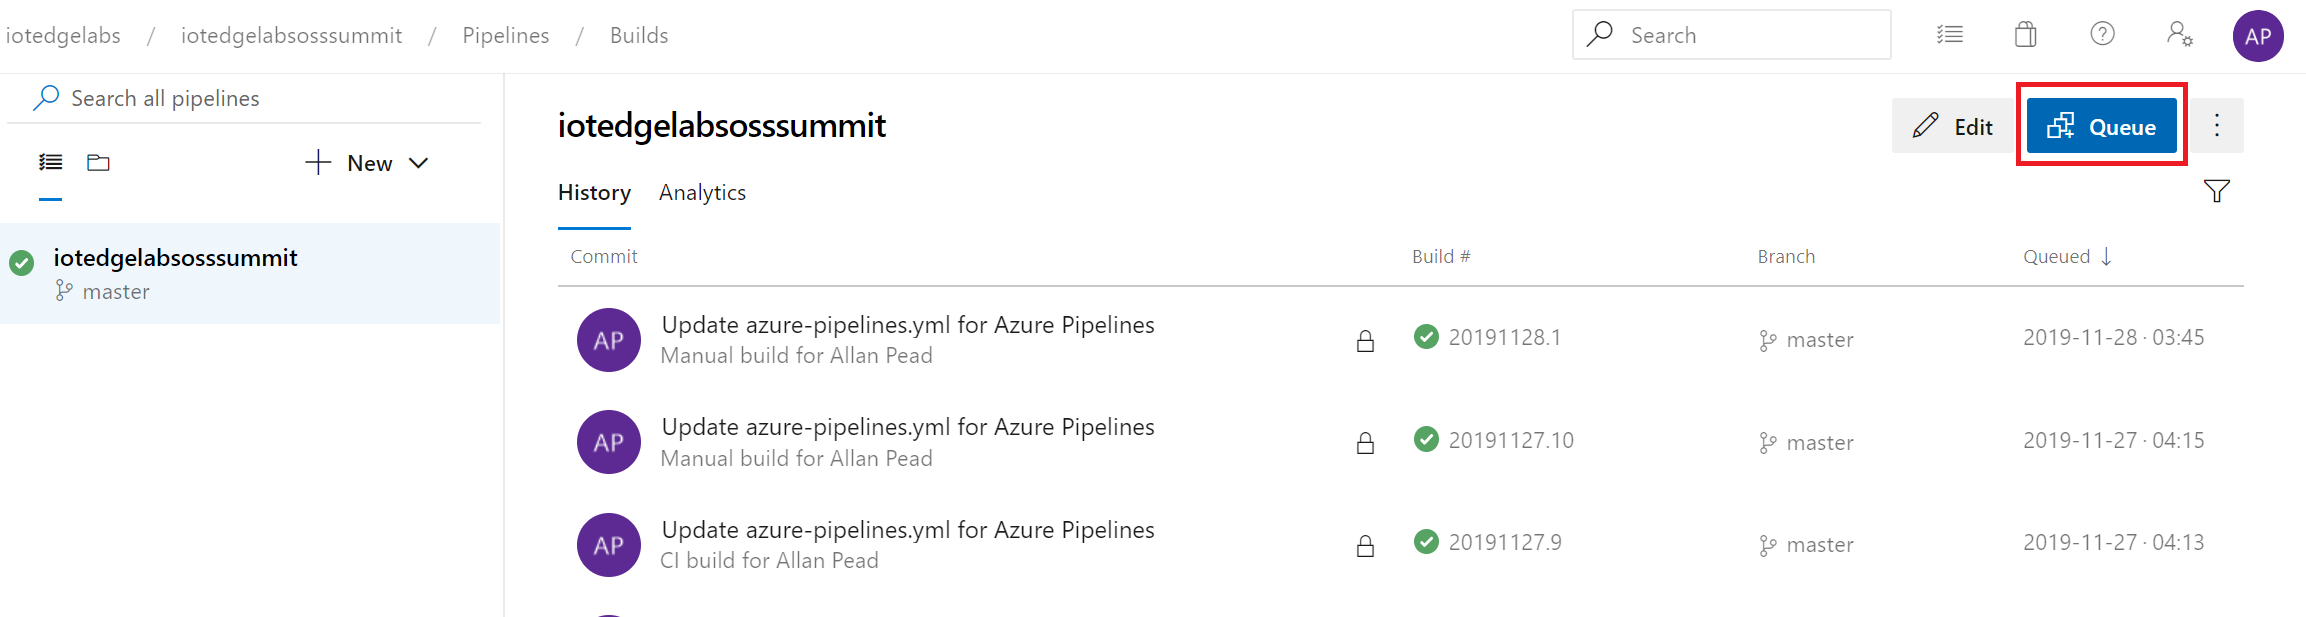 iotedgelabs / iotedgelabsosssummit / Pipelines / Builds
Search
AP
Search all pipelines
New
iotedgelabsosssummit
master
iotedgelabsosssummit
Edit
Queue
History Analytics
Commit Build # Branch Queued
AP Update azure-pipelines.yml for Azure Pipelines 20191128.1 master 2019-11-28 · 03:45
Manual build for Allan Pead
AP Update azure-pipelines.yml for Azure Pipelines 20191127.10 master 2019-11-27 · 04:15
Manual build for Allan Pead
AP Update azure-pipelines.yml for Azure Pipelines 20191127.9 master 2019-11-27 · 04:13
CI build for Allan Pead